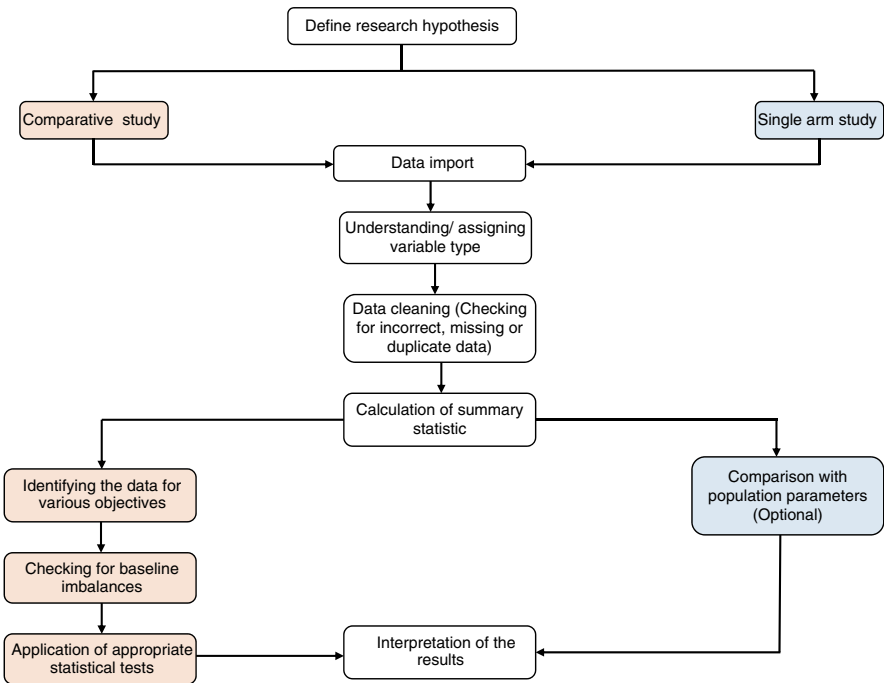 Define research hypothesis
Comparative study
Single arm study
Data import
Understanding/ assigning
variable type
Data cleaning (Checking
for incorrect, missing or
duplicate data)
Calculation of summary
statistic
Identifying the data for
various objectives
Comparison with
population parameters
(Optional)
Checking for baseline
imbalances
Application of appropriate
statistical tests
Interpretation of the
results